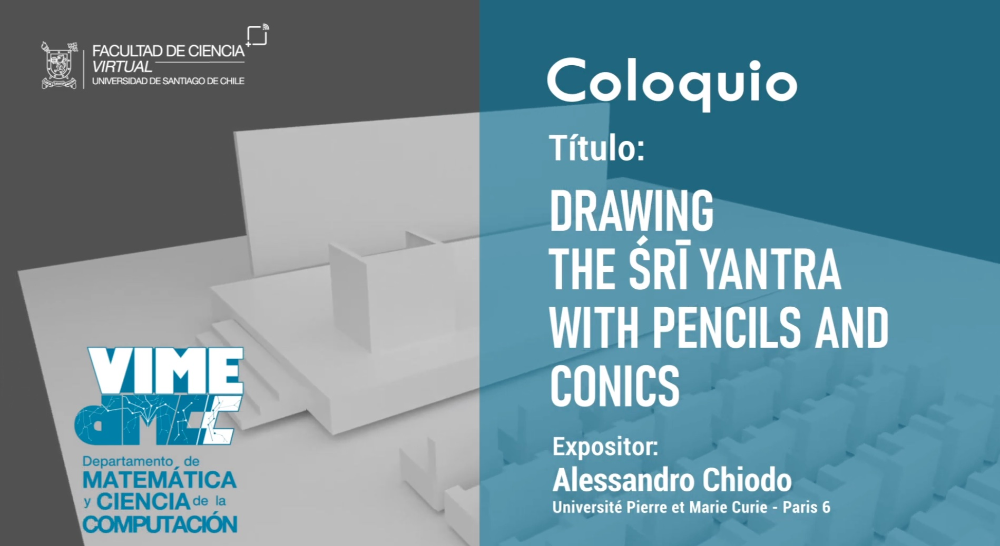 FACULTAD DE CIENCIA
VIRTUAL
UNIVERSIDAD DE SANTIAGO DE CHILE
Coloquio
Título:
DRAWING
THE ŚRĪ YANTRA
WITH PENCILS AND
CONICS
Expositor:
Alessandro Chiodo
Université Pierre et Marie Curie - Paris 6
VIME
DMCC
Departamento de
MATEMÁTICA
y CIENCIA de la
COMPUTACIÓN